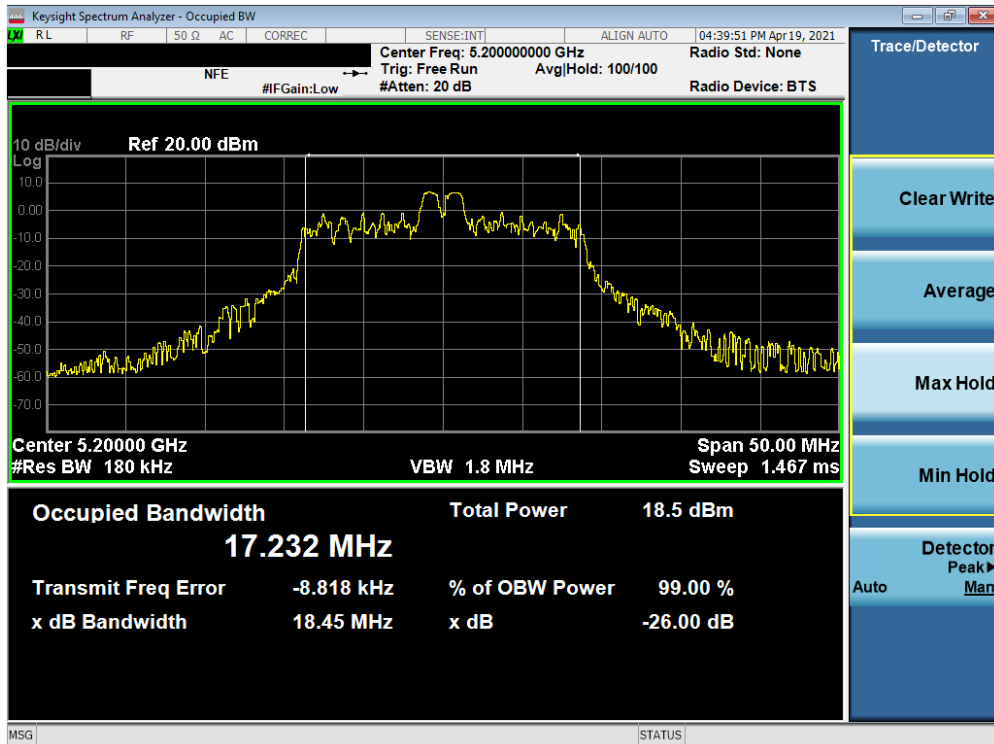 Keysight Spectrum Analyzer - Occupied BW
LXI RL RF 50 Ω AC CORREC SENSE:INT ALIGN AUTO 04:39:51 PM Apr 19, 2021
Center Freq: 5.200000000 GHz Radio Std: None
NFE Trig: Free Run Avg|Hold: 100/100
#IFGain:Low #Atten: 20 dB Radio Device: BTS
10 dB/div Ref 20.00 dBm
Log
10.0
0.00
-10.0
-20.0
-30.0
-40.0
-50.0
-60.0
-70.0
Center 5.20000 GHz Span 50.00 MHz
#Res BW 180 kHz VBW 1.8 MHz Sweep 1.467 ms
Occupied Bandwidth Total Power 18.5 dBm
17.232 MHz
Transmit Freq Error -8.818 kHz % of OBW Power 99.00 %
x dB Bandwidth 18.45 MHz x dB -26.00 dB
MSG STATUS
Trace/Detector
Clear Write
Average
Max Hold
Min Hold
Detector
Peak▶
Auto Man